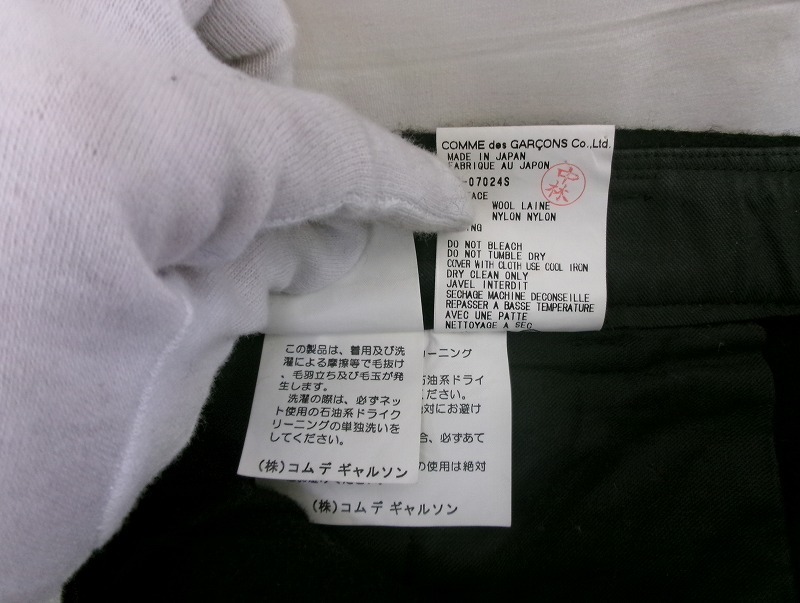 COMME des GARÇONS Co.,Ltd.
MADE IN JAPAN
FABRIQUE AU JAPON
-07024S
中林
WOOL LAINE
NYLON NYLON
DO NOT BLEACH
DO NOT TUMBLE DRY
COVER WITH CLOTH USE COOL IRON
DRY CLEAN ONLY
JAVEL INTERDIT
SECHAGE MACHINE DECONSEILLE
REPASSER A BASSE TEMPERATURE
AVEC UNE PATTE
NETTOYAGE A SEC
この製品は、着用及び洗
濯による摩擦等で毛抜け
、毛羽立ち及び毛玉が発
生します。
洗濯の際は、必ずネッ
ト使用の石油系ドライク
リーニングの単独洗いを
してください。
(株)コムデギャルソン
リーニング
石油系ドライ
ください。
絶対にお避け
合、必ずあて
の使用は絶対
(株)コムデギャルソン